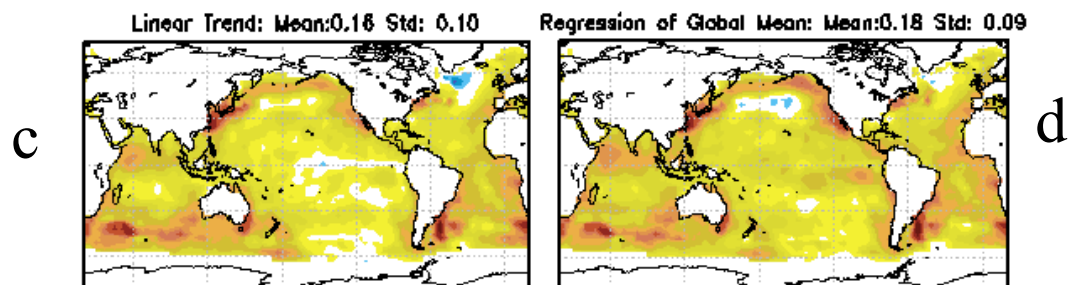 Linear Trend: Mean:0.16 Std: 0.10
Regression of Global Mean: Mean:0.18 Std: 0.09
c
d